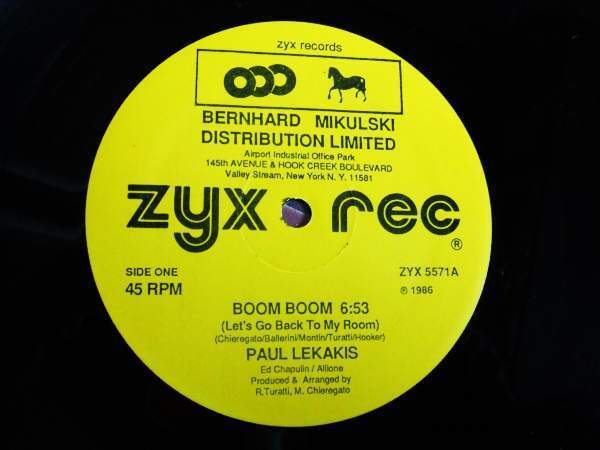 zyx records
BERNHARD MIKULSKI
DISTRIBUTION LIMITED
Airport Industrial Office Park
145th AVENUE & HOOK CREEK BOULEVARD
Valley Stream, New York N. Y. 11581
zyx rec ®
SIDE ONE
45 RPM
ZYX 5571A
℗ 1986
BOOM BOOM 6:53
(Let's Go Back To My Room)
(Chieregato/Ballerini/Montin/Turatti/Hooker)
PAUL LEKAKIS
Ed Chapulin / Allione
Produced & Arranged by
R.Turatti, M. Chieregato